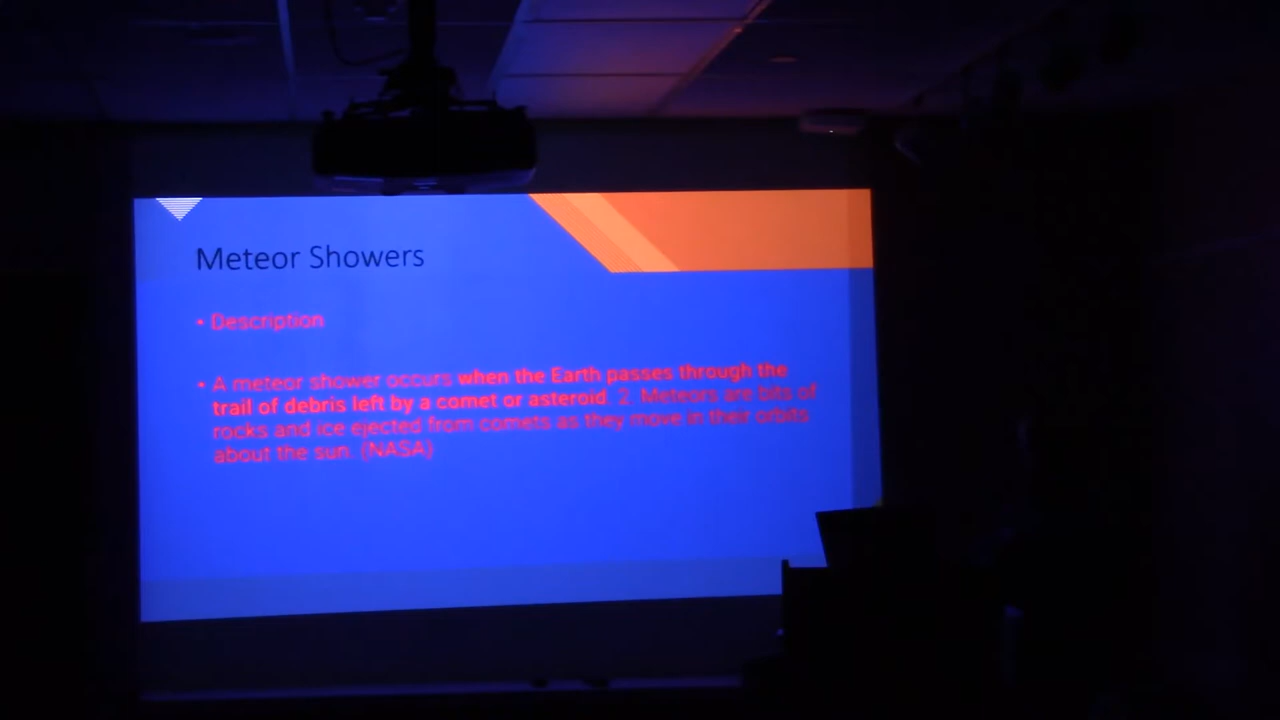 Meteor Showers
• Description
• A meteor shower occurs when the Earth passes through the
trail of debris left by a comet or asteroid. 2. Meteors are bits of
rocks and ice ejected from comets as they move in their orbits
about the sun. (NASA)